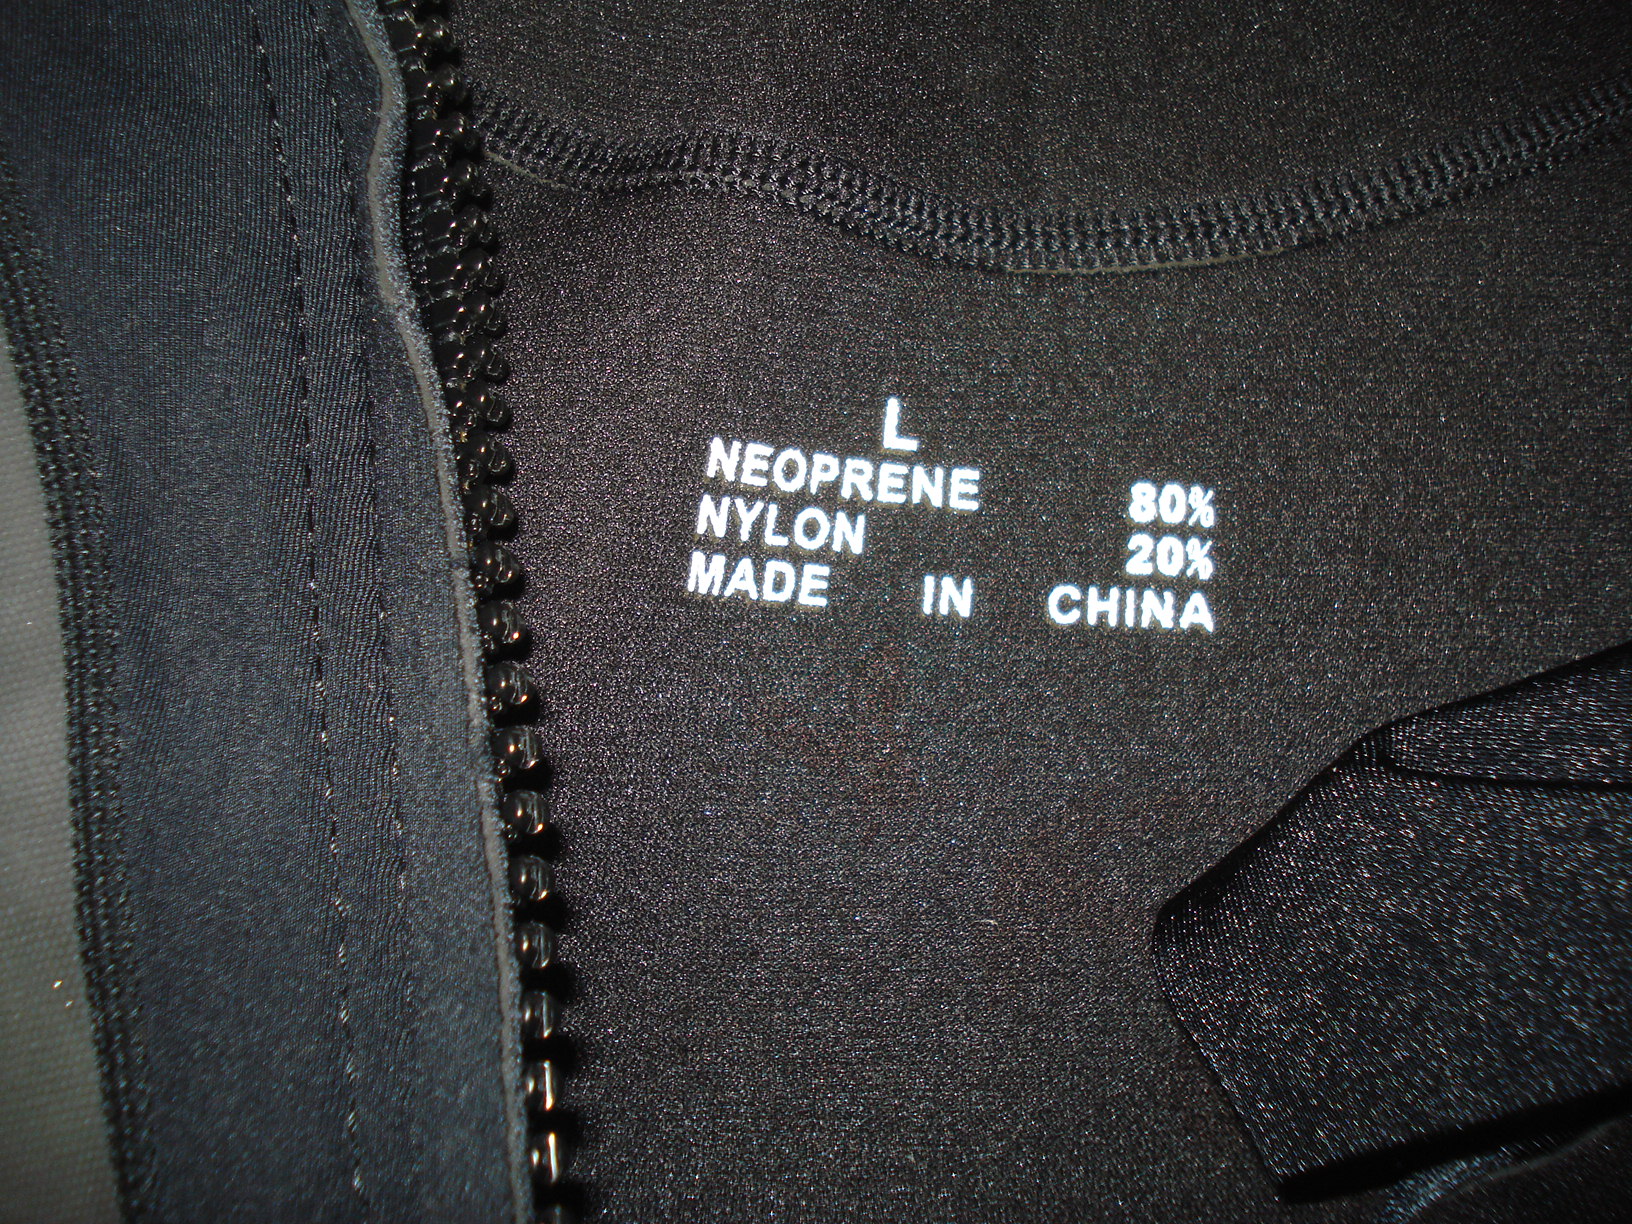 L
NEOPRENE 80%
NYLON 20%
MADE IN CHINA